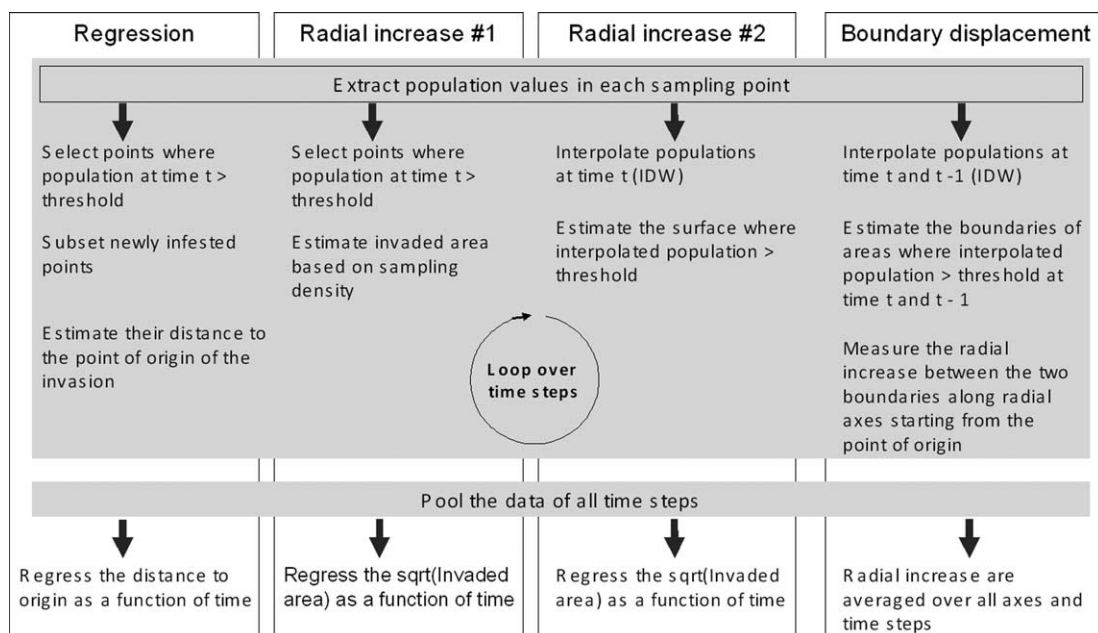 Regression
Radial increase #1
Radial increase #2
Boundary displacement
Extract population values in each sampling point
Select points where
population at time t >
threshold
Subset newly infested
points
Estimate their distance to
the point of origin of the
invasion
Select points where
population at time t >
threshold
Estimate invaded area
based on sampling
density
Interpolate populations
at time t (IDW)
Estimate the surface where
interpolated population >
threshold
Interpolate populations at
time t and t -1 (IDW)
Estimate the boundaries of
areas where interpolated
population > threshold at
time t and t - 1
Measure the radial
increase between the two
boundaries along radial
axes starting from the
point of origin
Loop over
time steps
Pool the data of all time steps
Regress the distance to
origin as a function of time
Regress the sqrt(Invaded
area) as a function of time
Regress the sqrt(Invaded
area) as a function of time
Radial increase are
averaged over all axes and
time steps